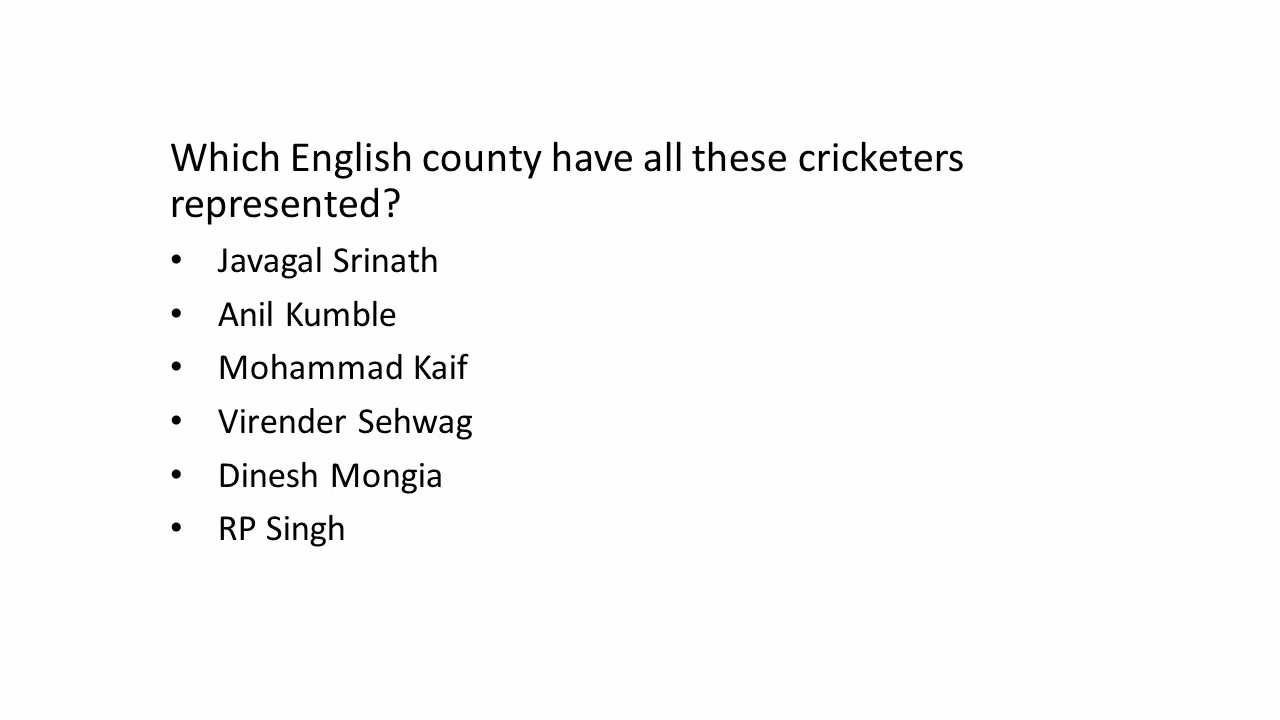 Which English county have all these cricketers
represented?
• Javagal Srinath
• Anil Kumble
• Mohammad Kaif
• Virender Sehwag
• Dinesh Mongia
• RP Singh